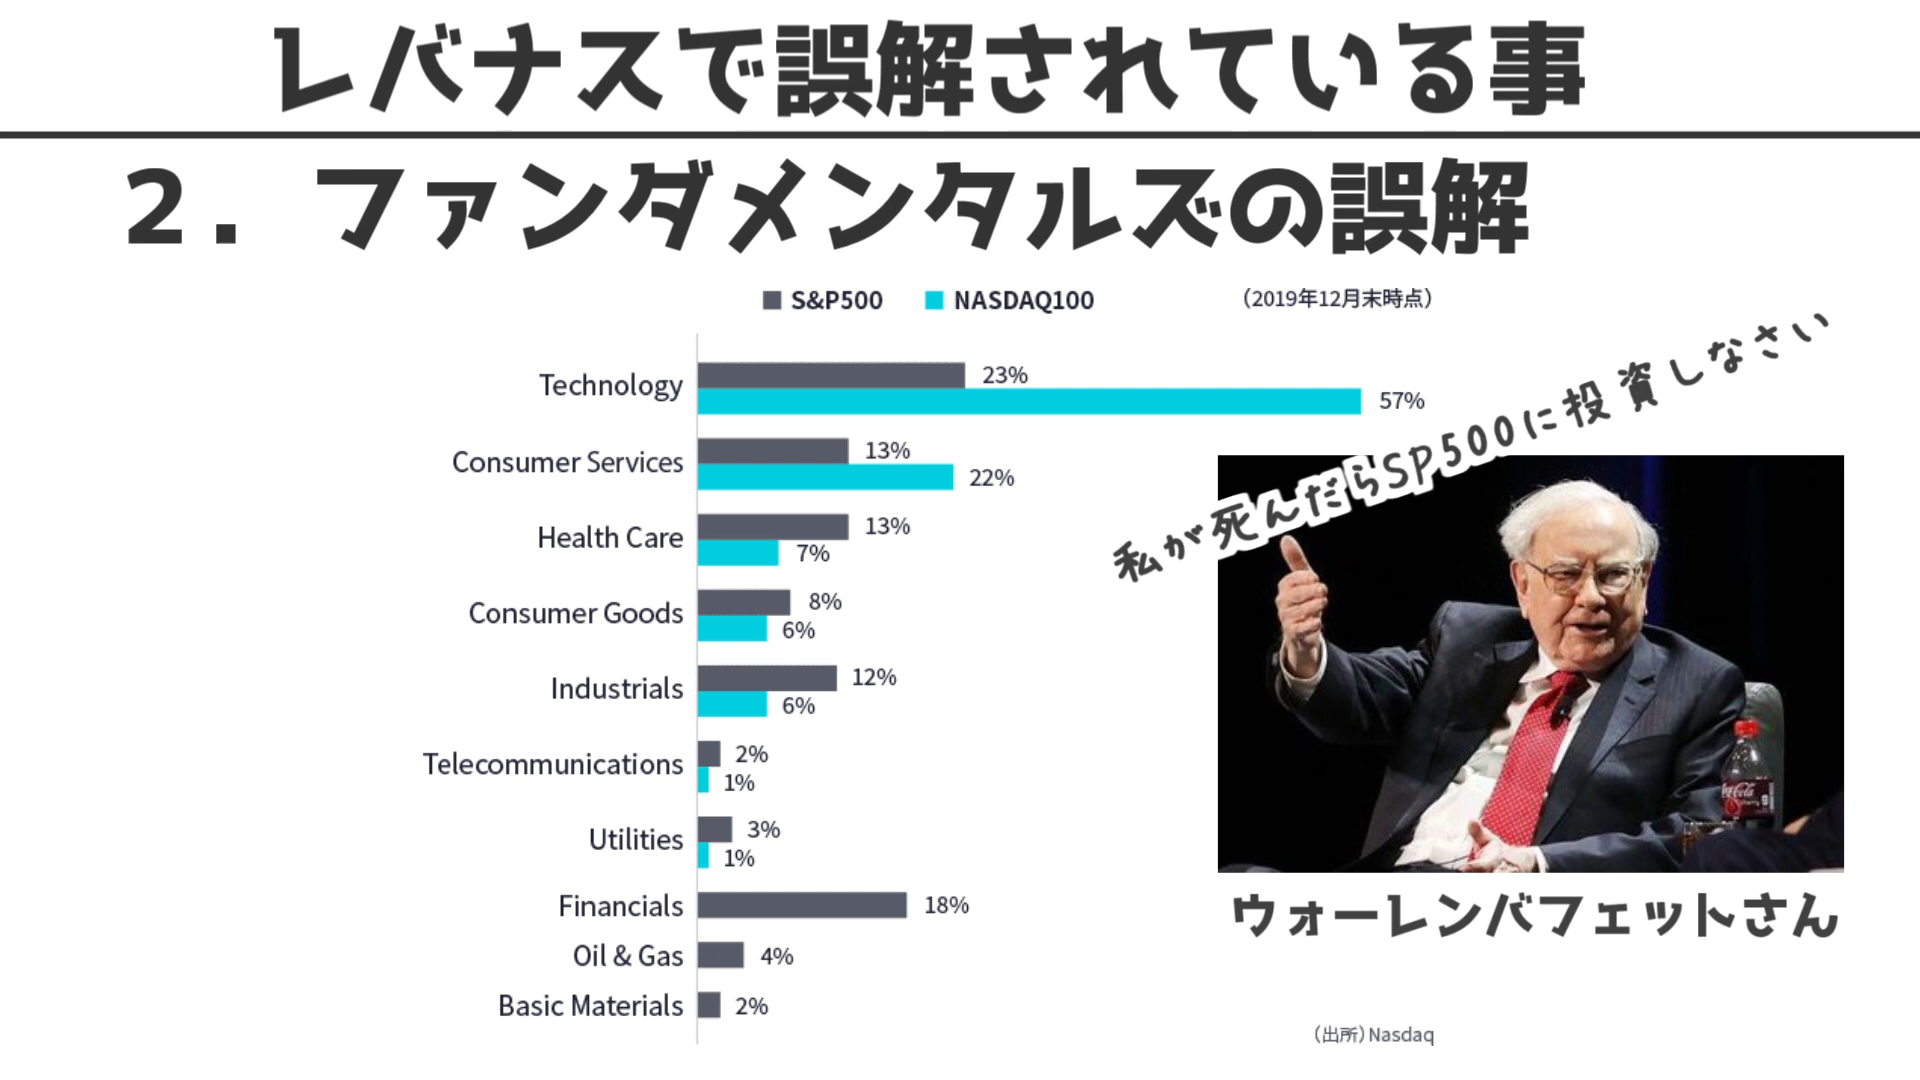 レバナスで誤解されている事
2．ファンダメンタルズの誤解
S&P500 NASDAQ100 （2019年12月末時点）
Technology 23%
57%
Consumer Services 13%
22%
Health Care 13%
7%
Consumer Goods 8%
6%
Industrials 12%
6%
Telecommunications 2%
1%
Utilities 3%
1%
Financials 18%
Oil & Gas 4%
Basic Materials 2%
私が死んだらSP500に投資しなさい
ウォーレンバフェットさん
（出所）Nasdaq